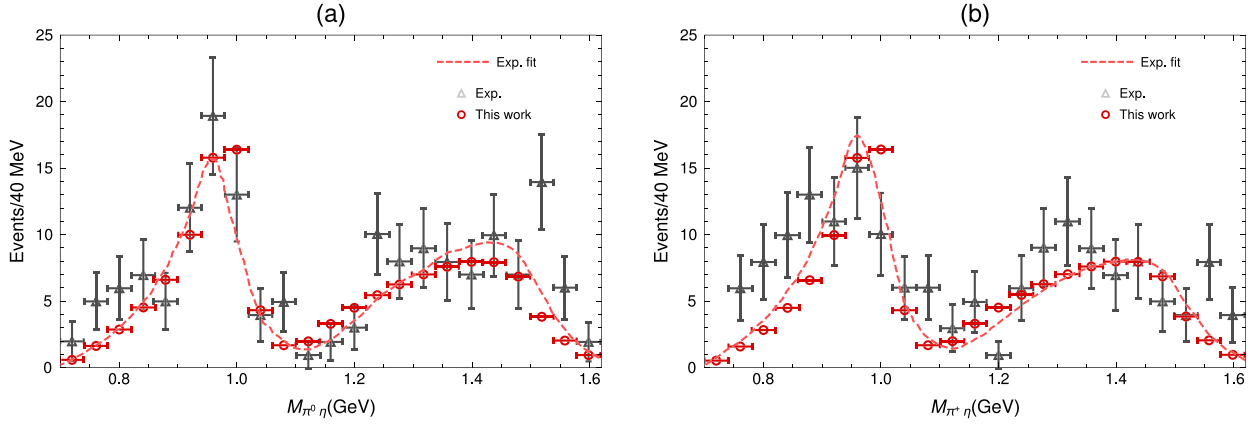 (a)
25
20
15
10
5
0
Events/40 MeV
Exp. fit
Exp.
This work
0.8 1.0 1.2 1.4 1.6
M π⁰ η(GeV)
(b)
25
20
15
10
5
0
Events/40 MeV
Exp. fit
Exp.
This work
0.8 1.0 1.2 1.4 1.6
M π⁺ η(GeV)